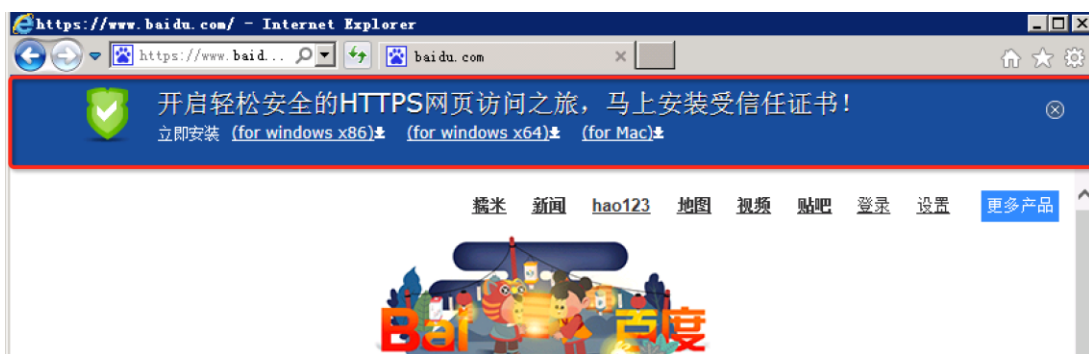 https://www.baidu.com/ - Internet Explorer
https://www.baid... baidu.com
开启轻松安全的HTTPS网页访问之旅，马上安装受信任证书！
立即安装 (for windows x86) (for windows x64) (for Mac)
糯米 新闻 hao123 地图 视频 贴吧 登录 设置 更多产品
Bai 百度